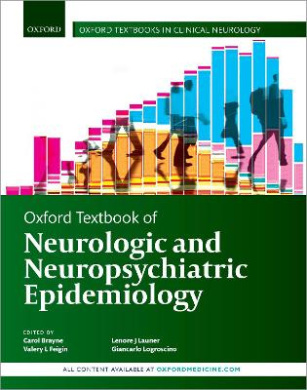 OXFORD
OXFORD TEXTBOOKS IN CLINICAL NEUROLOGY
Oxford Textbook of
Neurologic and
Neuropsychiatric
Epidemiology
EDITED BY
Carol Brayne Lenore J Launer
Valery L Feigin Giancarlo Logroscino
ALL CONTENT AVAILABLE AT OXFORDMEDICINE.COM